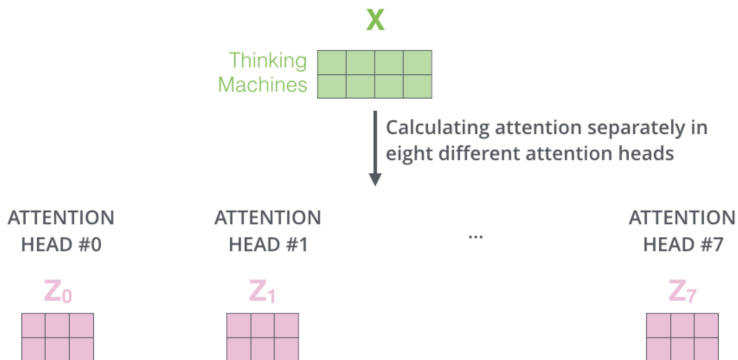 X
Thinking
Machines
Calculating attention separately in
eight different attention heads
ATTENTION
HEAD #0
ATTENTION
HEAD #1
...
ATTENTION
HEAD #7
Z₀
Z₁
Z₇